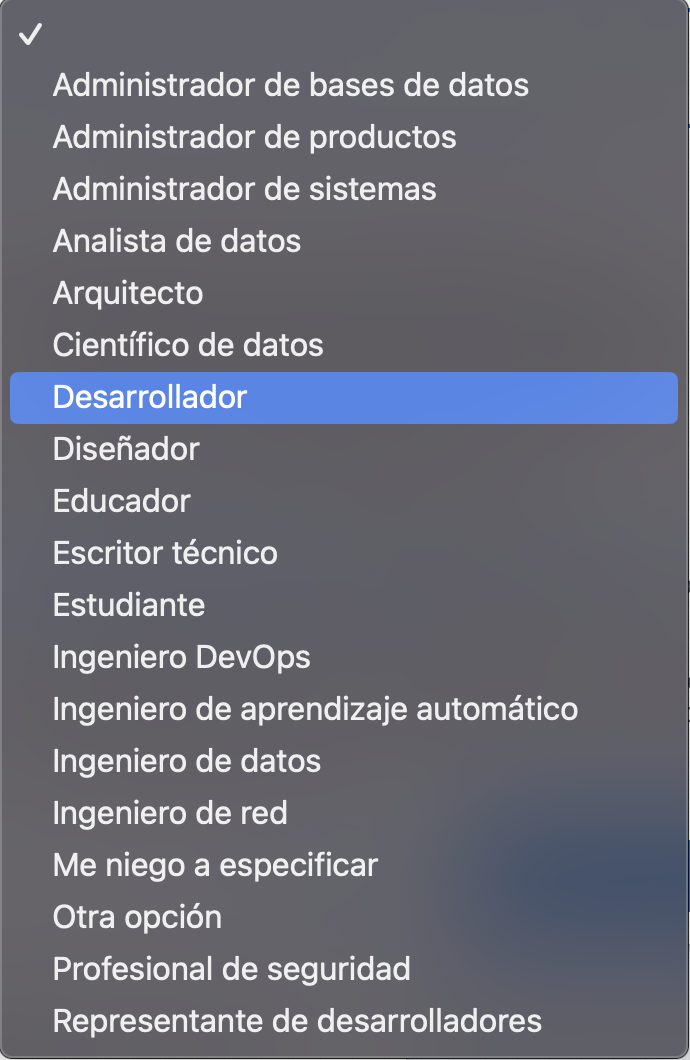 Administrador de bases de datos
Administrador de productos
Administrador de sistemas
Analista de datos
Arquitecto
Científico de datos
Desarrollador
Diseñador
Educador
Escritor técnico
Estudiante
Ingeniero DevOps
Ingeniero de aprendizaje automático
Ingeniero de datos
Ingeniero de red
Me niego a especificar
Otra opción
Profesional de seguridad
Representante de desarrolladores